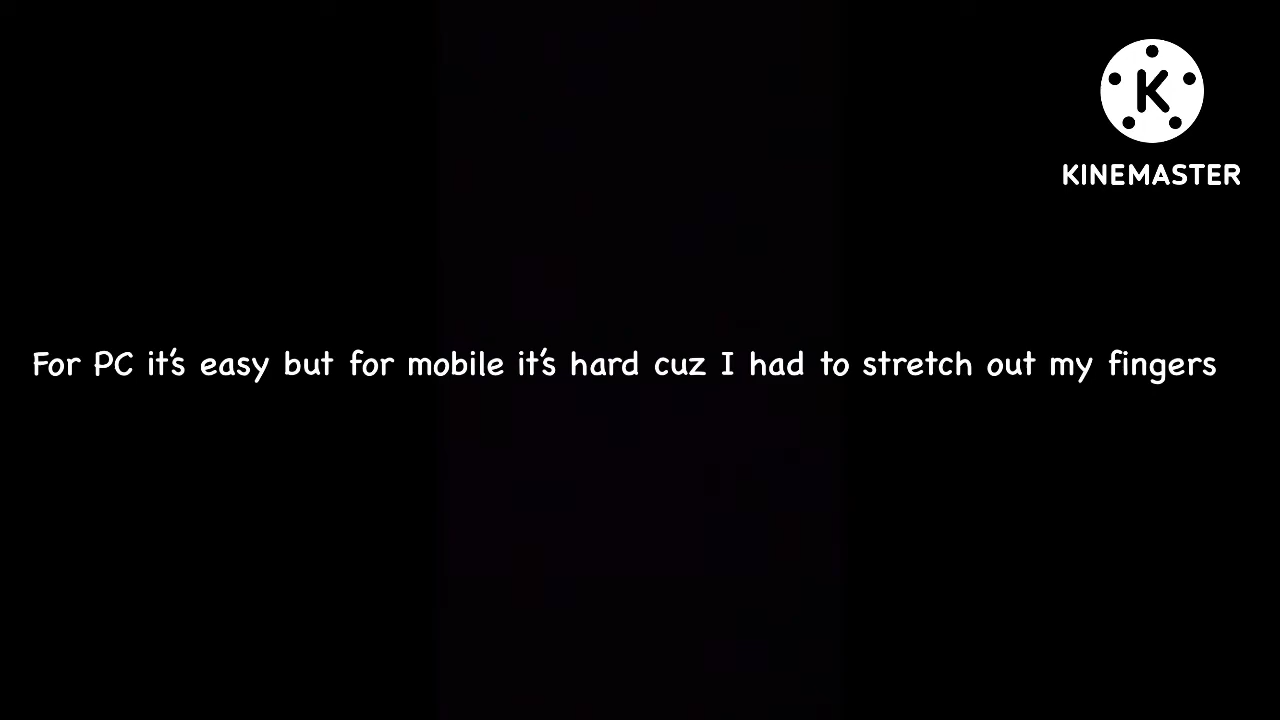 K
KINEMASTER
For PC it's easy but for mobile it's hard cuz I had to stretch out my fingers